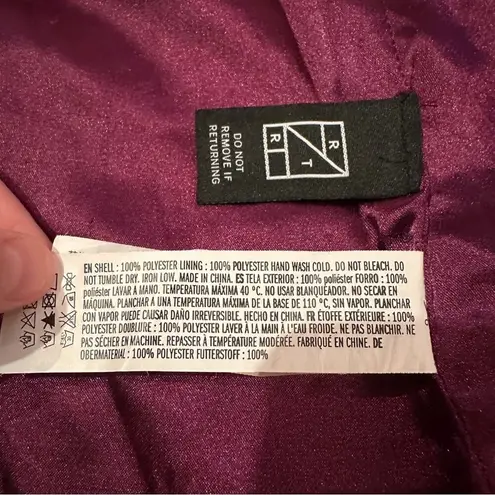 DO NOT
REMOVE IF
RETURNING
R
T
R
EN SHELL : 100% POLYESTER LINING : 100% POLYESTER HAND WASH COLD. DO NOT BLEACH. DO
NOT TUMBLE DRY. IRON LOW. MADE IN CHINA. ES TELA EXTERIOR : 100% poliéster FORRO : 100%
poliéster LAVAR A MANO. TEMPERATURA MÁXIMA 40 °C. NO USAR BLANQUEADOR. NO SECAR EN
MÁQUINA. PLANCHAR A UNA TEMPERATURA MÁXIMA DE LA BASE DE 110 °C, SIN VAPOR. PLANCHAR
CON VAPOR PUEDE CAUSAR DAÑO IRREVERSIBLE. HECHO EN CHINA. FR ÉTOFFE EXTÉRIEURE : 100%
POLYESTER DOUBLURE : 100% POLYESTER LAVER À LA MAIN À L'EAU FROIDE. NE PAS BLANCHIR. NE
PAS SÉCHER EN MACHINE. REPASSER À TEMPÉRATURE MODÉRÉE. FABRIQUÉ EN CHINE. DE
OBERMATERIAL : 100% POLYESTER FUTTERSTOFF : 100%